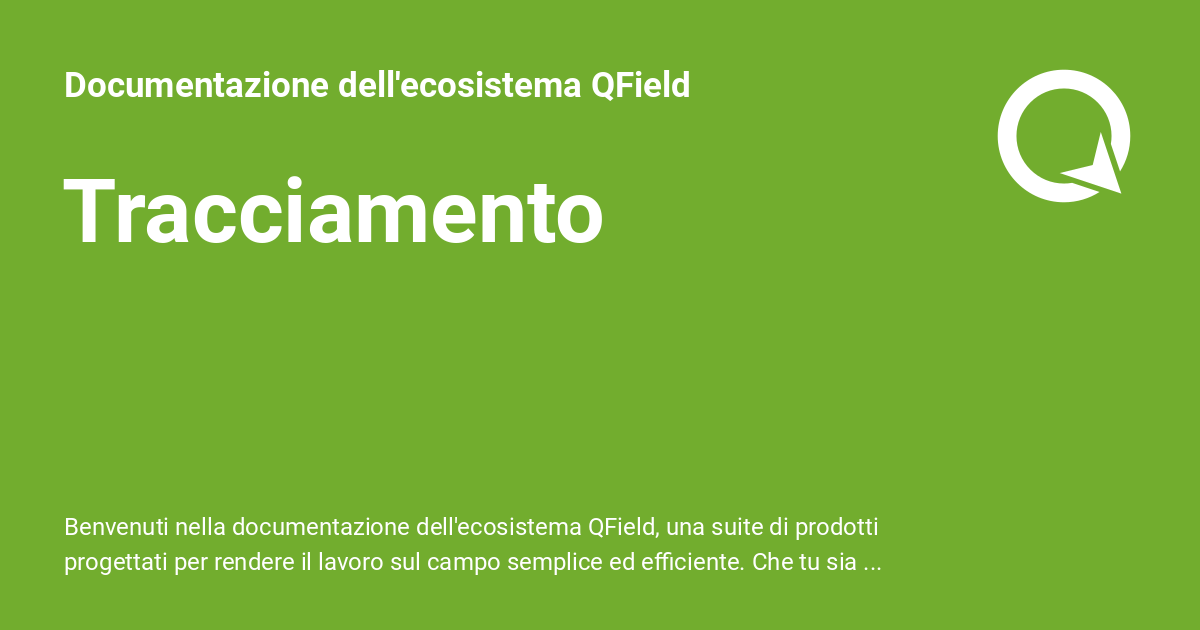 Documentazione dell'ecosistema QField
Tracciamento
Benvenuti nella documentazione dell'ecosistema QField, una suite di prodotti
progettati per rendere il lavoro sul campo semplice ed efficiente. Che tu sia ...